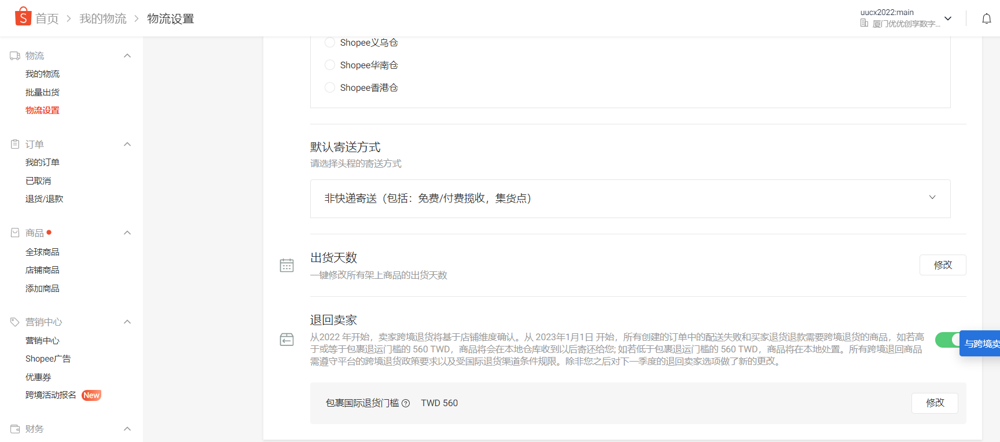 首页 > 我的物流 > 物流设置
uucx2022:main
厦门优优创享数字...
物流
我的物流
批量出货
物流设置
订单
我的订单
已取消
退货/退款
商品
全球商品
店铺商品
添加商品
营销中心
营销中心
Shopee广告
优惠券
跨境活动报名 New
财务
Shopee义乌仓
Shopee华南仓
Shopee香港仓
默认寄送方式
请选择头程的寄送方式
非快递寄送（包括：免费/付费揽收，集货点）
出货天数
一键修改所有架上商品的出货天数
修改
退回卖家
从2022 年开始，卖家跨境退货将基于店铺维度确认。从 2023年1月1日 开始，所有创建的订单中的配送失败和买家退货退款需要跨境退货的商品，如若高
于或等于包裹退运门槛的 560 TWD，商品将会在本地仓库收到以后寄还给您; 如若低于包裹退运门槛的 560 TWD，商品将在本地处置。所有跨境退回商品
需遵守平台的跨境退货政策要求以及受国际退货渠道条件规限。除非您之后对下一季度的退回卖家选项做了新的更改。
与跨境卖
包裹国际退货门槛 TWD 560
修改